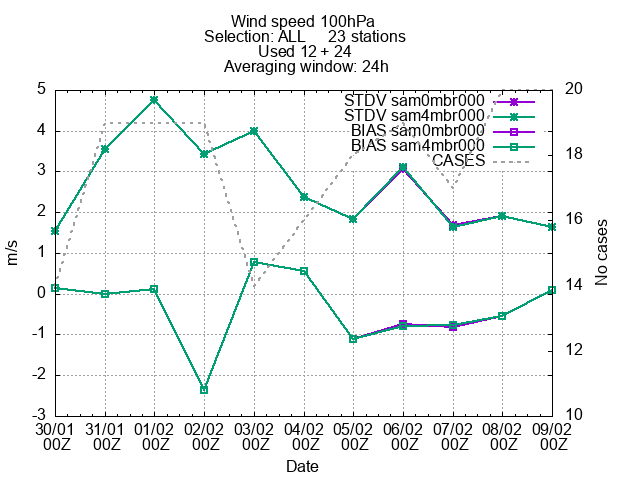 Wind speed 100hPa
Selection: ALL     23 stations
Used 12 + 24
Averaging window: 24h
STDV sam0mbr000
STDV sam4mbr000
BIAS sam0mbr000
BIAS sam4mbr000
CASES
5
4
3
2
1
0
-1
-2
-3
m/s
20
18
16
14
12
10
No cases
30/01 31/01 01/02 02/02 03/02 04/02 05/02 06/02 07/02 08/02 09/02
00Z 00Z 00Z 00Z 00Z 00Z 00Z 00Z 00Z 00Z 00Z
Date